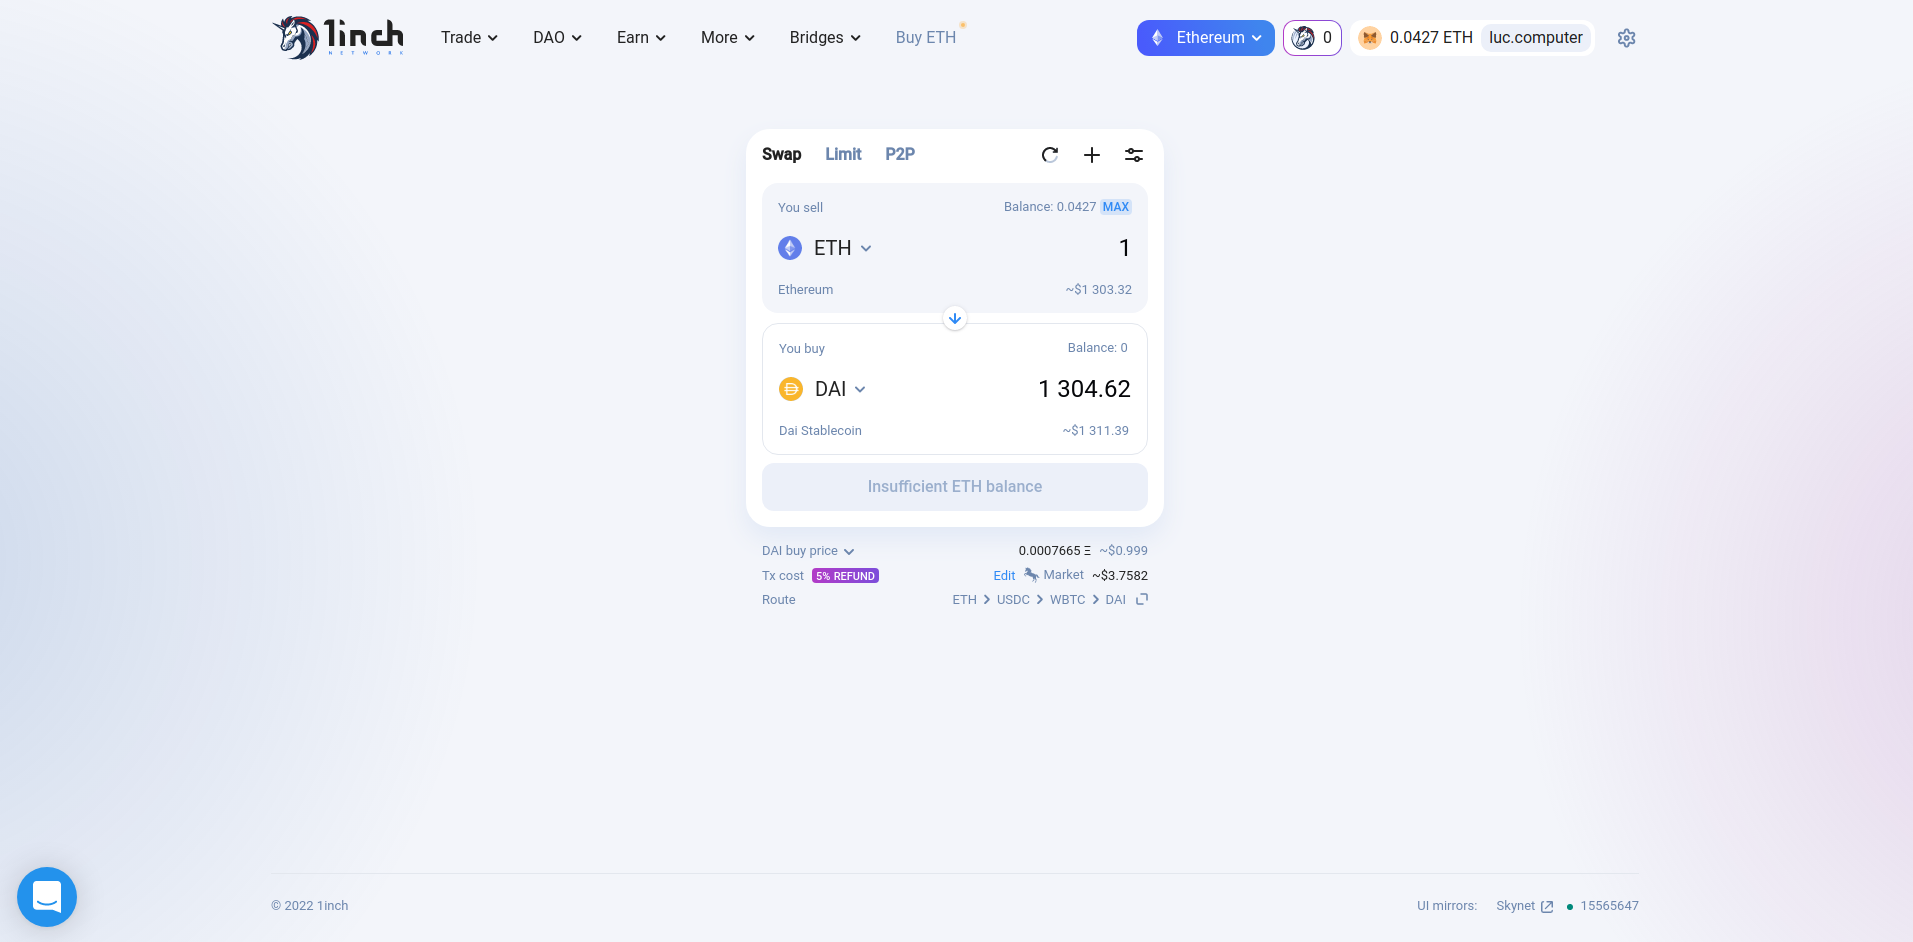 1inch
NETWORK
Trade DAO Earn More Bridges Buy ETH
Ethereum 0 0.0427 ETH luc.computer
Swap Limit P2P
You sell Balance: 0.0427 MAX
ETH 1
Ethereum ~$1 303.32
You buy Balance: 0
DAI 1 304.62
Dai Stablecoin ~$1 311.39
Insufficient ETH balance
DAI buy price 0.0007665 Ξ ~$0.999
Tx cost 5% REFUND Edit Market ~$3.7582
Route ETH USDC WBTC DAI
© 2022 1inch UI mirrors: Skynet 15565647